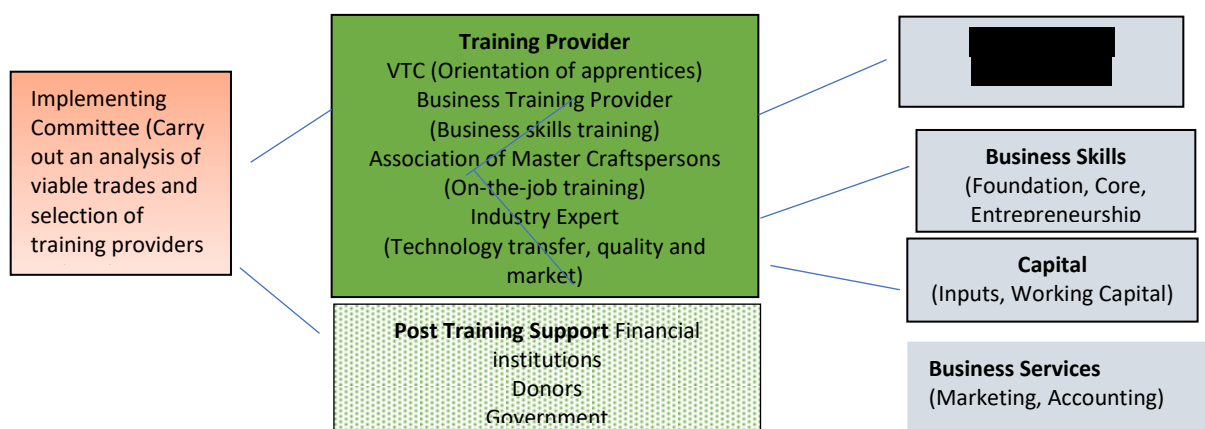 Implementing
Committee (Carry
out an analysis of
viable trades and
selection of
training providers
Training Provider
VTC (Orientation of apprentices)
Business Training Provider
(Business skills training)
Association of Master Craftspersons
(On-the-job training)
Industry Expert
(Technology transfer, quality and
market)
Post Training Support Financial
institutions
Donors
Government
Business Skills
(Foundation, Core,
Entrepreneurship
Capital
(Inputs, Working Capital)
Business Services
(Marketing, Accounting)